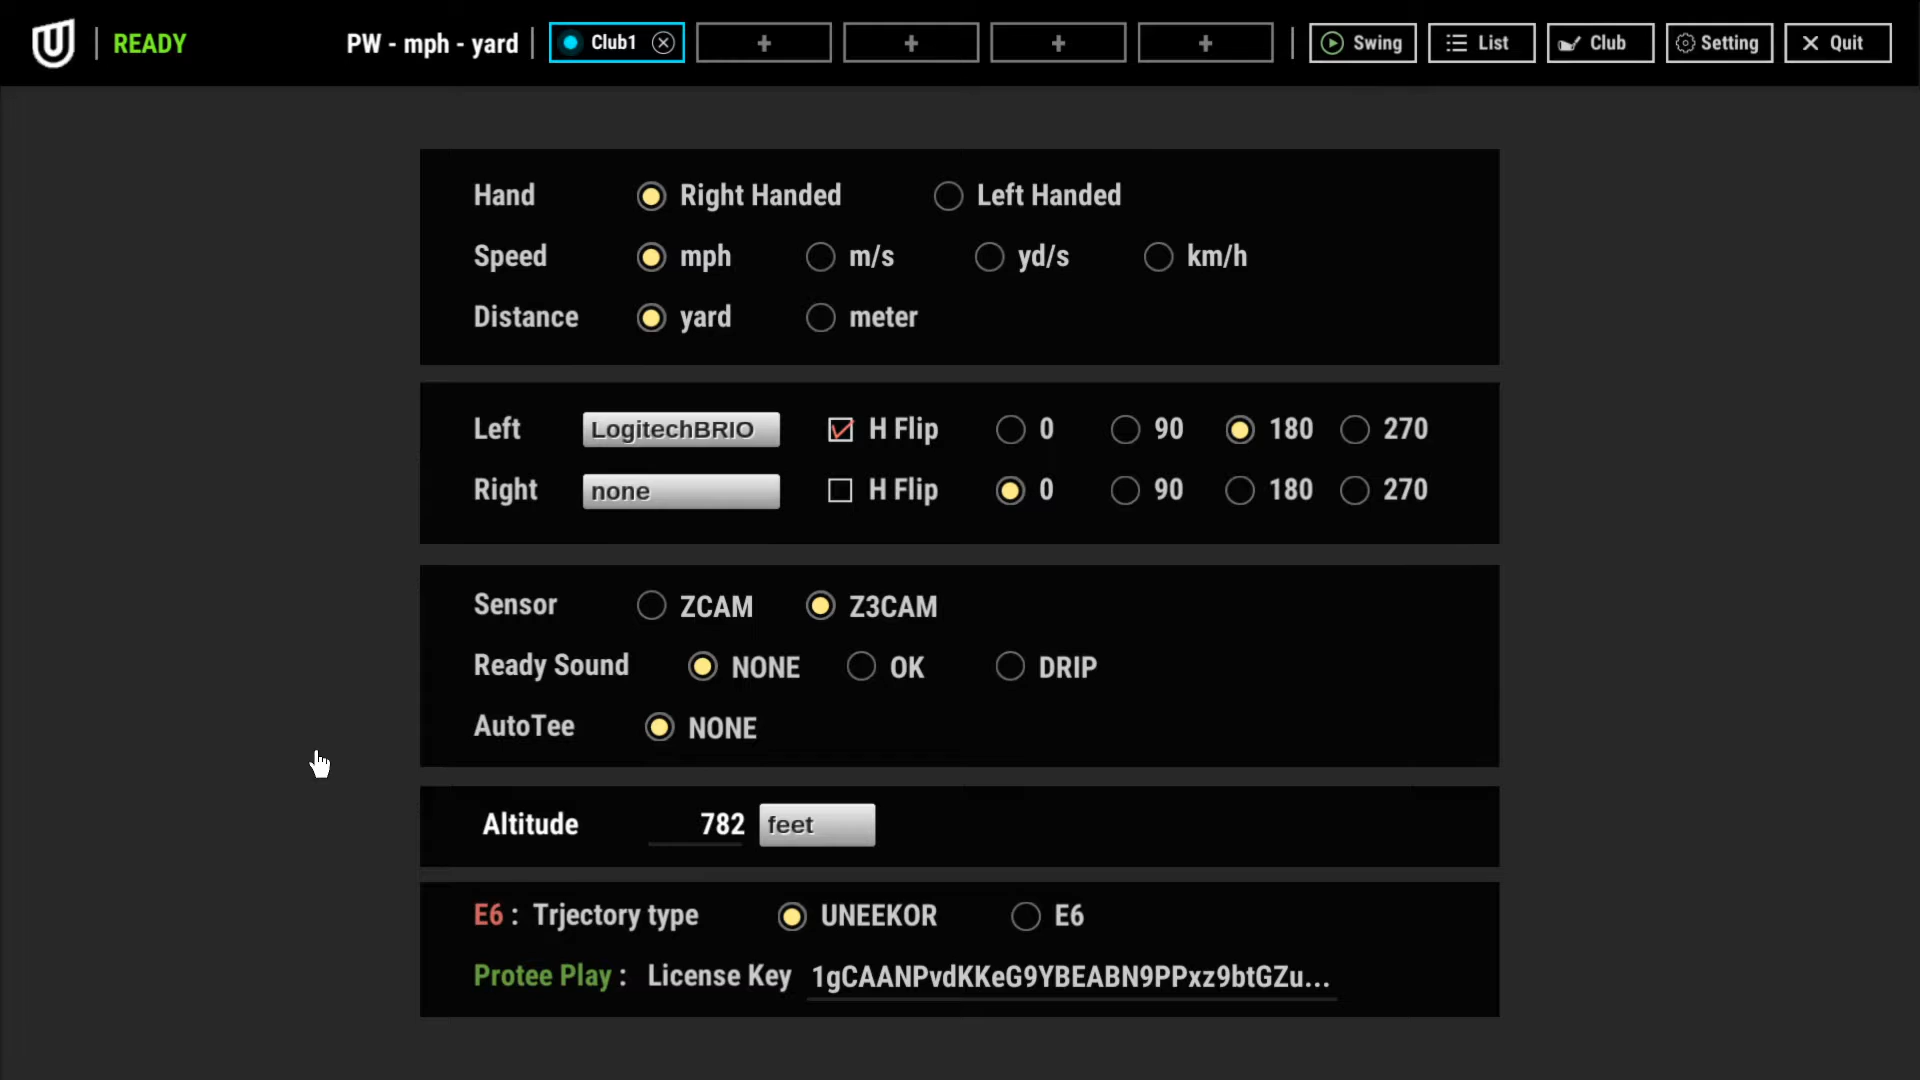 READY PW - mph - yard Club1 + + + + Swing List Club Setting Quit
Hand Right Handed Left Handed
Speed mph m/s yd/s km/h
Distance yard meter
Left LogitechBRIO H Flip 0 90 180 270
Right none H Flip 0 90 180 270
Sensor ZCAM Z3CAM
Ready Sound NONE OK DRIP
AutoTee NONE
Altitude 782 feet
E6 : Trjectory type UNEEKOR E6
Protee Play : License Key 1gCAANPvdKKeG9YBEABN9PPxz9btGZu...